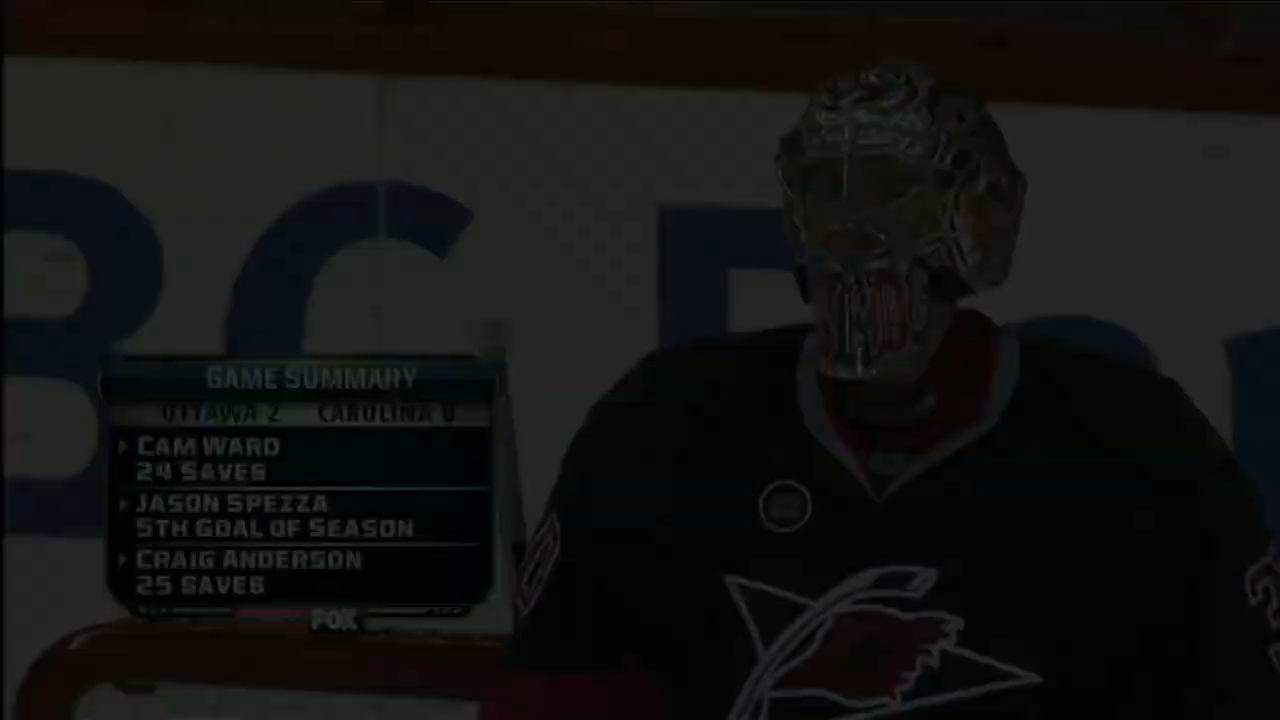 GAME SUMMARY
OTTAWA 2 CAROLINA 0
CAM WARD
24 SAVES
JASON SPEZZA
5TH GOAL OF SEASON
CRAIG ANDERSON
25 SAVES
FOX